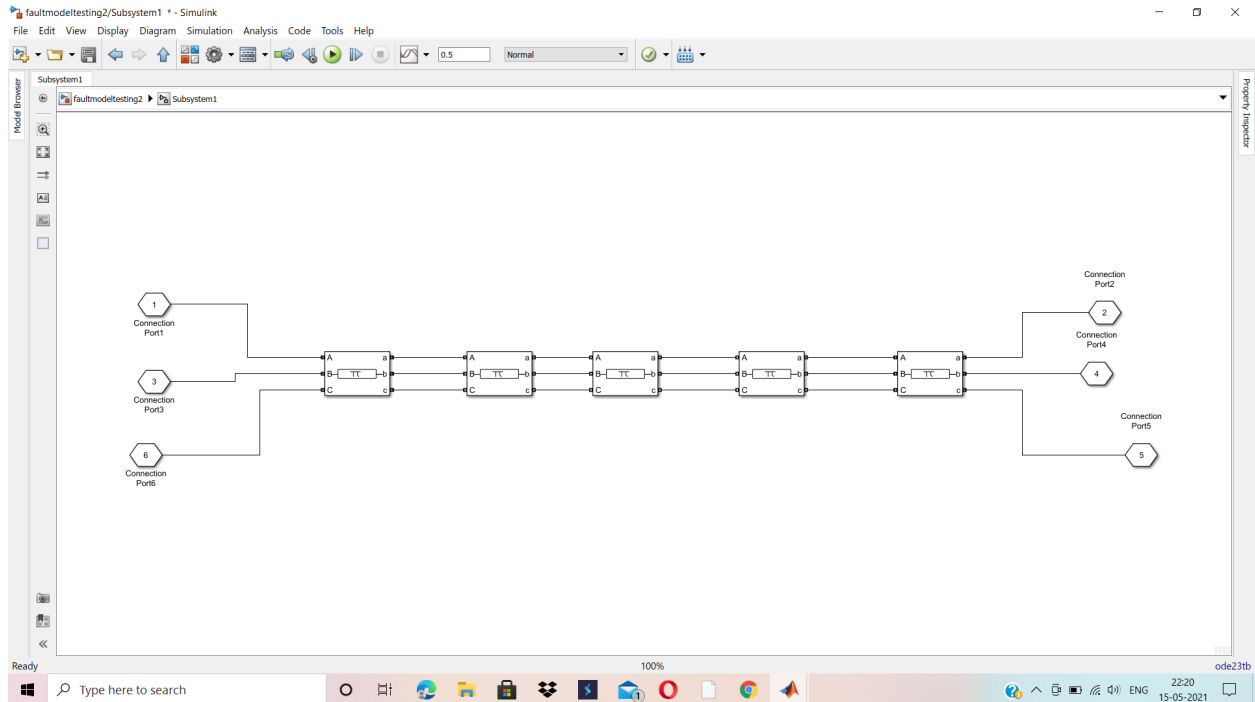 faultmodeltesting2/Subsystem1 * - Simulink
File Edit View Display Diagram Simulation Analysis Code Tools Help
0.5 Normal
Subsystem1
faultmodeltesting2 Subsystem1
Model Browser
Property Inspector
Connection
Port2
1
2
Connection
Port1
Connection
Port4
A a A a A a A a A a
B b B b B b B b B b
C c C c C c C c C c
3
4
Connection
Port3
Connection
Port5
6
5
Connection
Port6
Ready 100% ode23tb
Type here to search
1
ENG
22:20
15-05-2021